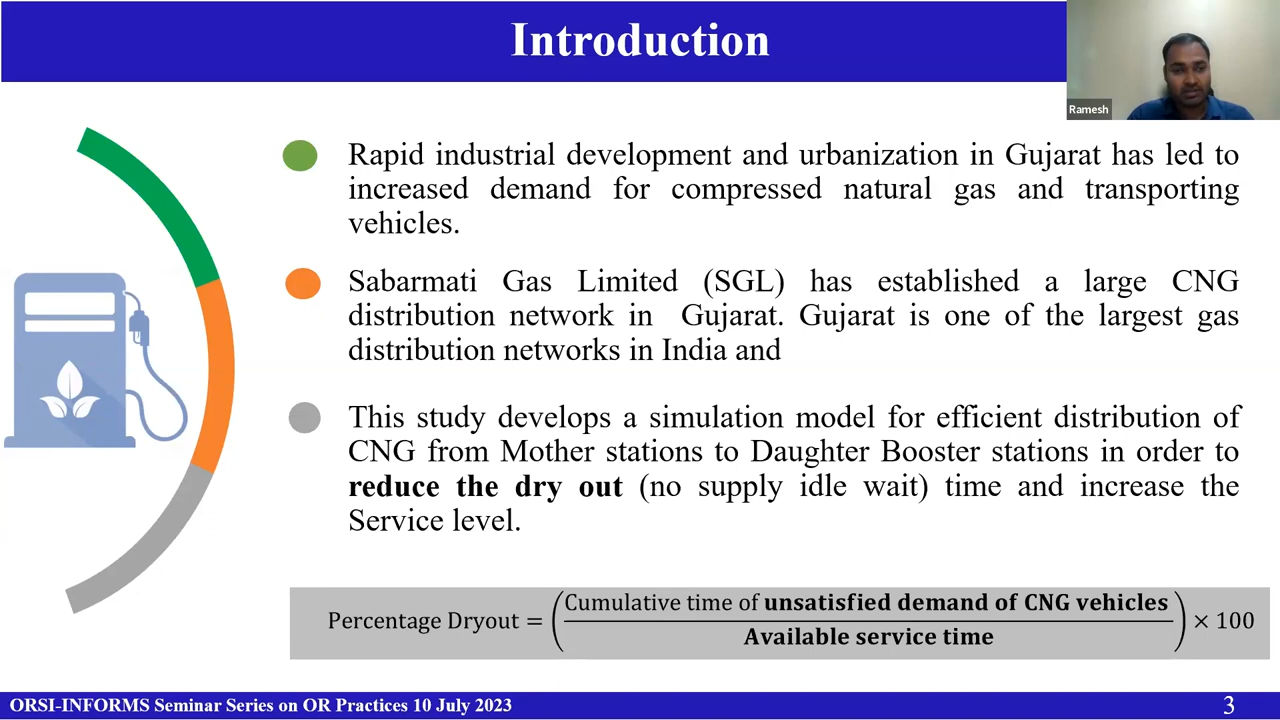 Introduction
Ramesh
Rapid industrial development and urbanization in Gujarat has led to
increased demand for compressed natural gas and transporting
vehicles.
Sabarmati Gas Limited (SGL) has established a large CNG
distribution network in Gujarat. Gujarat is one of the largest gas
distribution networks in India and
This study develops a simulation model for efficient distribution of
CNG from Mother stations to Daughter Booster stations in order to
reduce the dry out (no supply idle wait) time and increase the
Service level.
Percentage Dryout = (Cumulative time of unsatisfied demand of CNG vehicles / Available service time) × 100
ORSI-INFORMS Seminar Series on OR Practices 10 July 2023
3